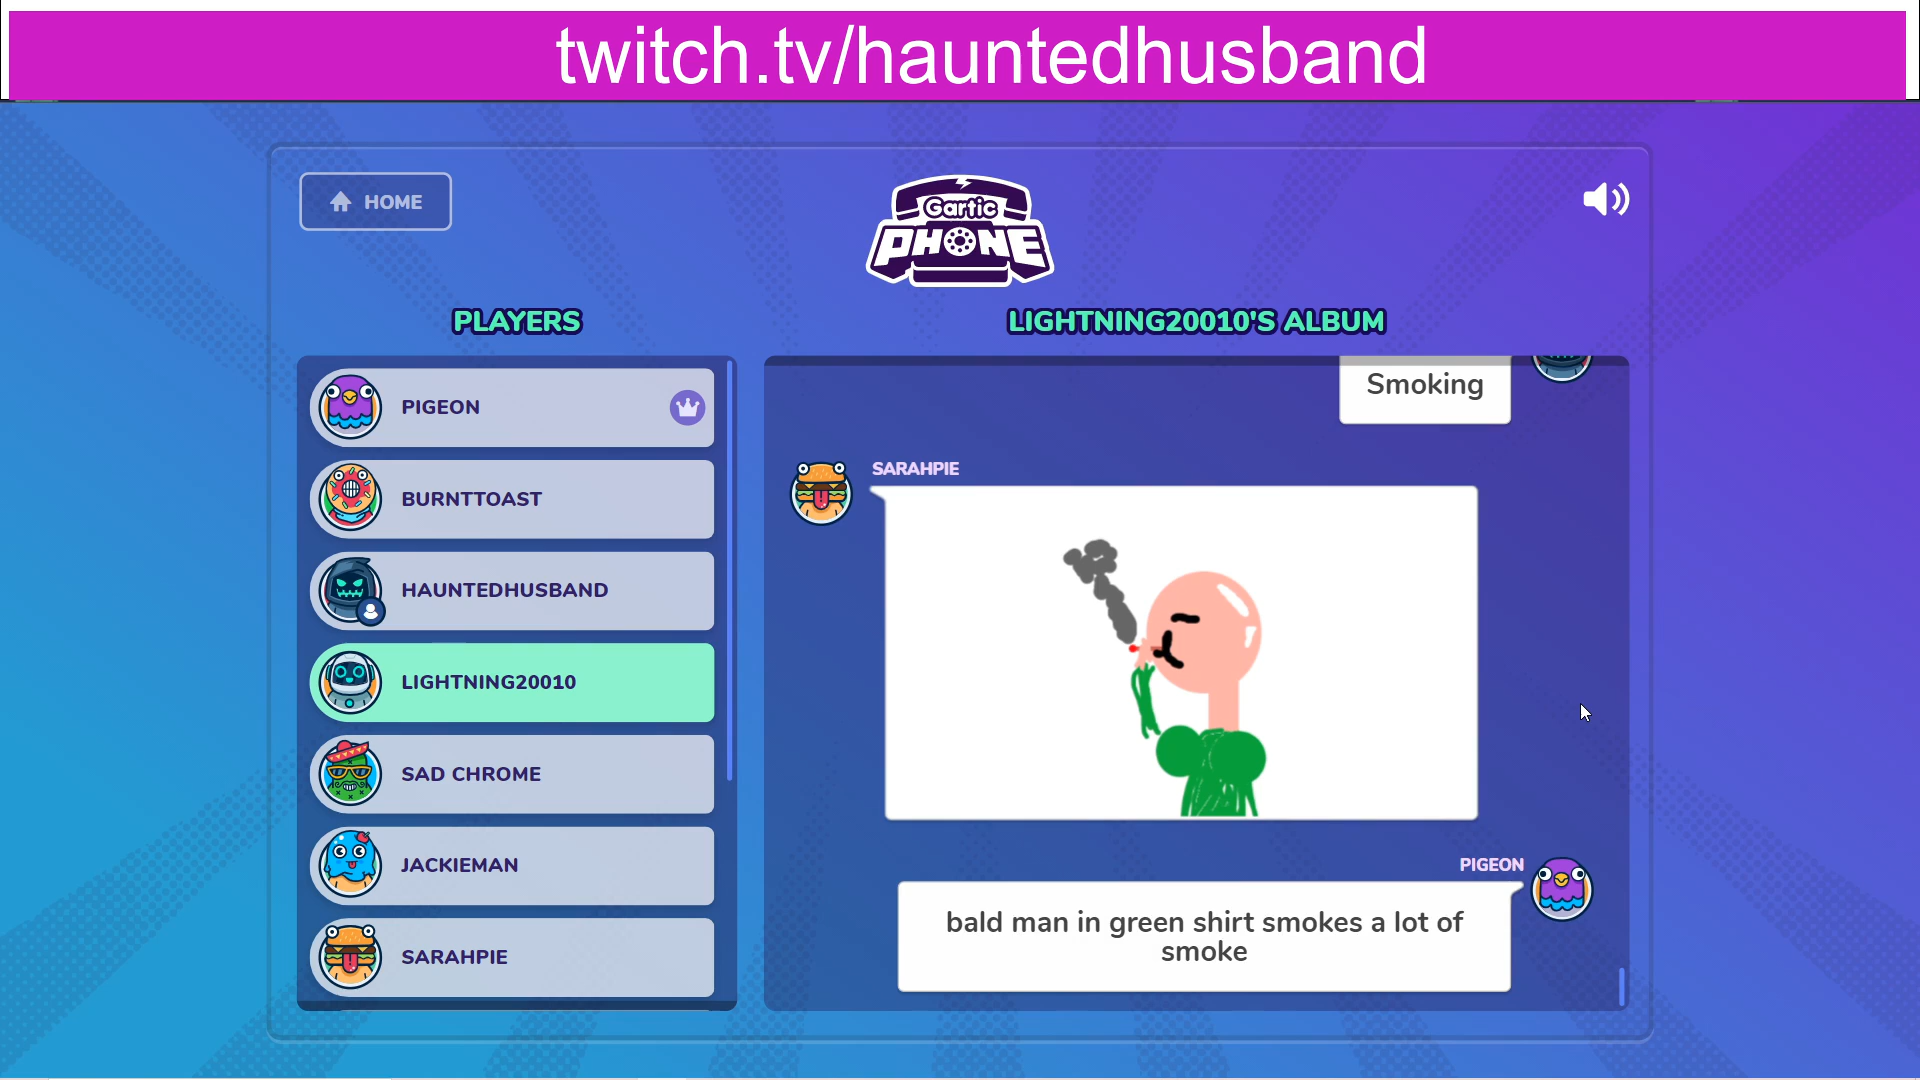 twitch.tv/hauntedhusband
HOME
Gartic
PHONE
PLAYERS
PIGEON
BURNTTOAST
HAUNTEDHUSBAND
LIGHTNING20010
SAD CHROME
JACKIEMAN
SARAHPIE
LIGHTNING20010'S ALBUM
Smoking
SARAHPIE
PIGEON
bald man in green shirt smokes a lot of
smoke